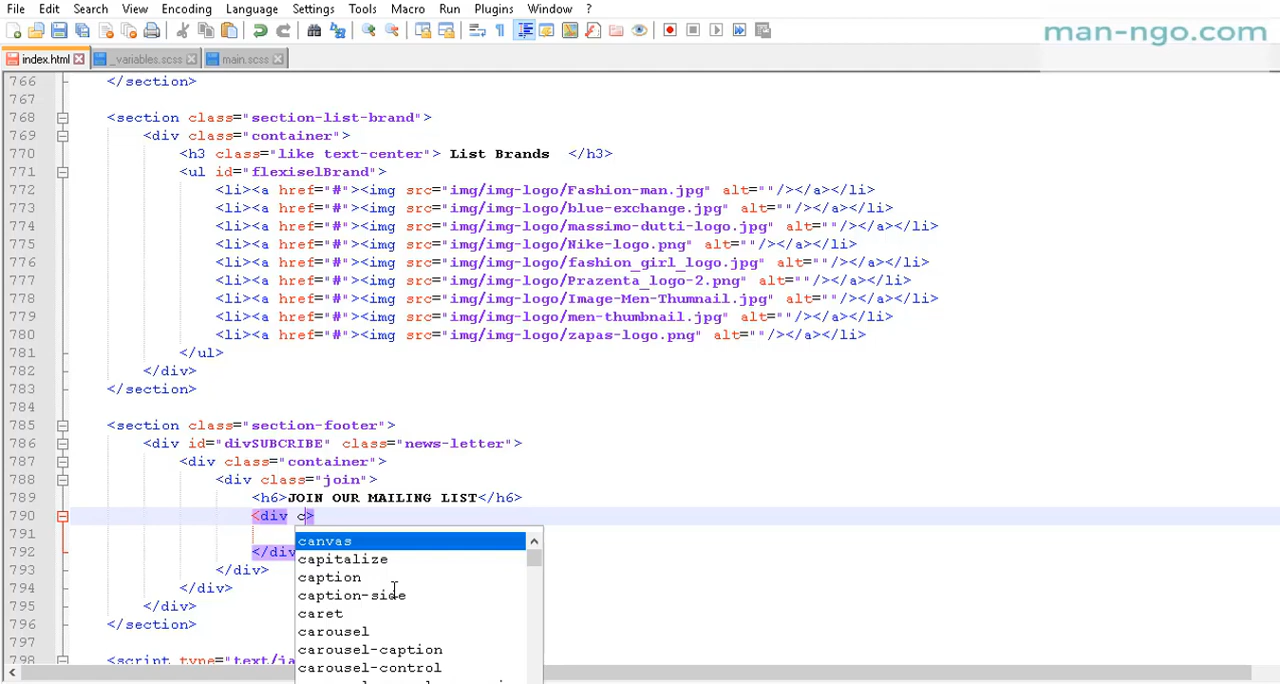 File Edit Search View Encoding Language Settings Tools Macro Run Plugins Window ?
man-ngo.com
index.html _variables.scss main.scss
766 </section>
767
768 <section class="section-list-brand">
769 <div class="container">
770 <h3 class="like text-center"> List Brands </h3>
771 <ul id="flexiselBrand">
772 <li><a href="#"><img src="img/img-logo/Fashion-man.jpg" alt=""/></a></li>
773 <li><a href="#"><img src="img/img-logo/blue-exchange.jpg" alt=""/></a></li>
774 <li><a href="#"><img src="img/img-logo/massimo-dutti-logo.jpg" alt=""/></a></li>
775 <li><a href="#"><img src="img/img-logo/Nike-logo.png" alt=""/></a></li>
776 <li><a href="#"><img src="img/img-logo/fashion_girl_logo.jpg" alt=""/></a></li>
777 <li><a href="#"><img src="img/img-logo/Prazenta_logo-2.png" alt=""/></a></li>
778 <li><a href="#"><img src="img/img-logo/Image-Men-Thumnail.jpg" alt=""/></a></li>
779 <li><a href="#"><img src="img/img-logo/men-thumbnail.jpg" alt=""/></a></li>
780 <li><a href="#"><img src="img/img-logo/zapas-logo.png" alt=""/></a></li>
781 </ul>
782 </div>
783 </section>
784
785 <section class="section-footer">
786 <div id="divSUBCRIBE" class="news-letter">
787 <div class="container">
788 <div class="join">
789 <h6>JOIN OUR MAILING LIST</h6>
790 <div c>
791
792 </div
793 </div>
794 </div>
795 </div>
796 </section>
797
798 <script type="text/ja
canvas
capitalize
caption
caption-side
caret
carousel
carousel-caption
carousel-control